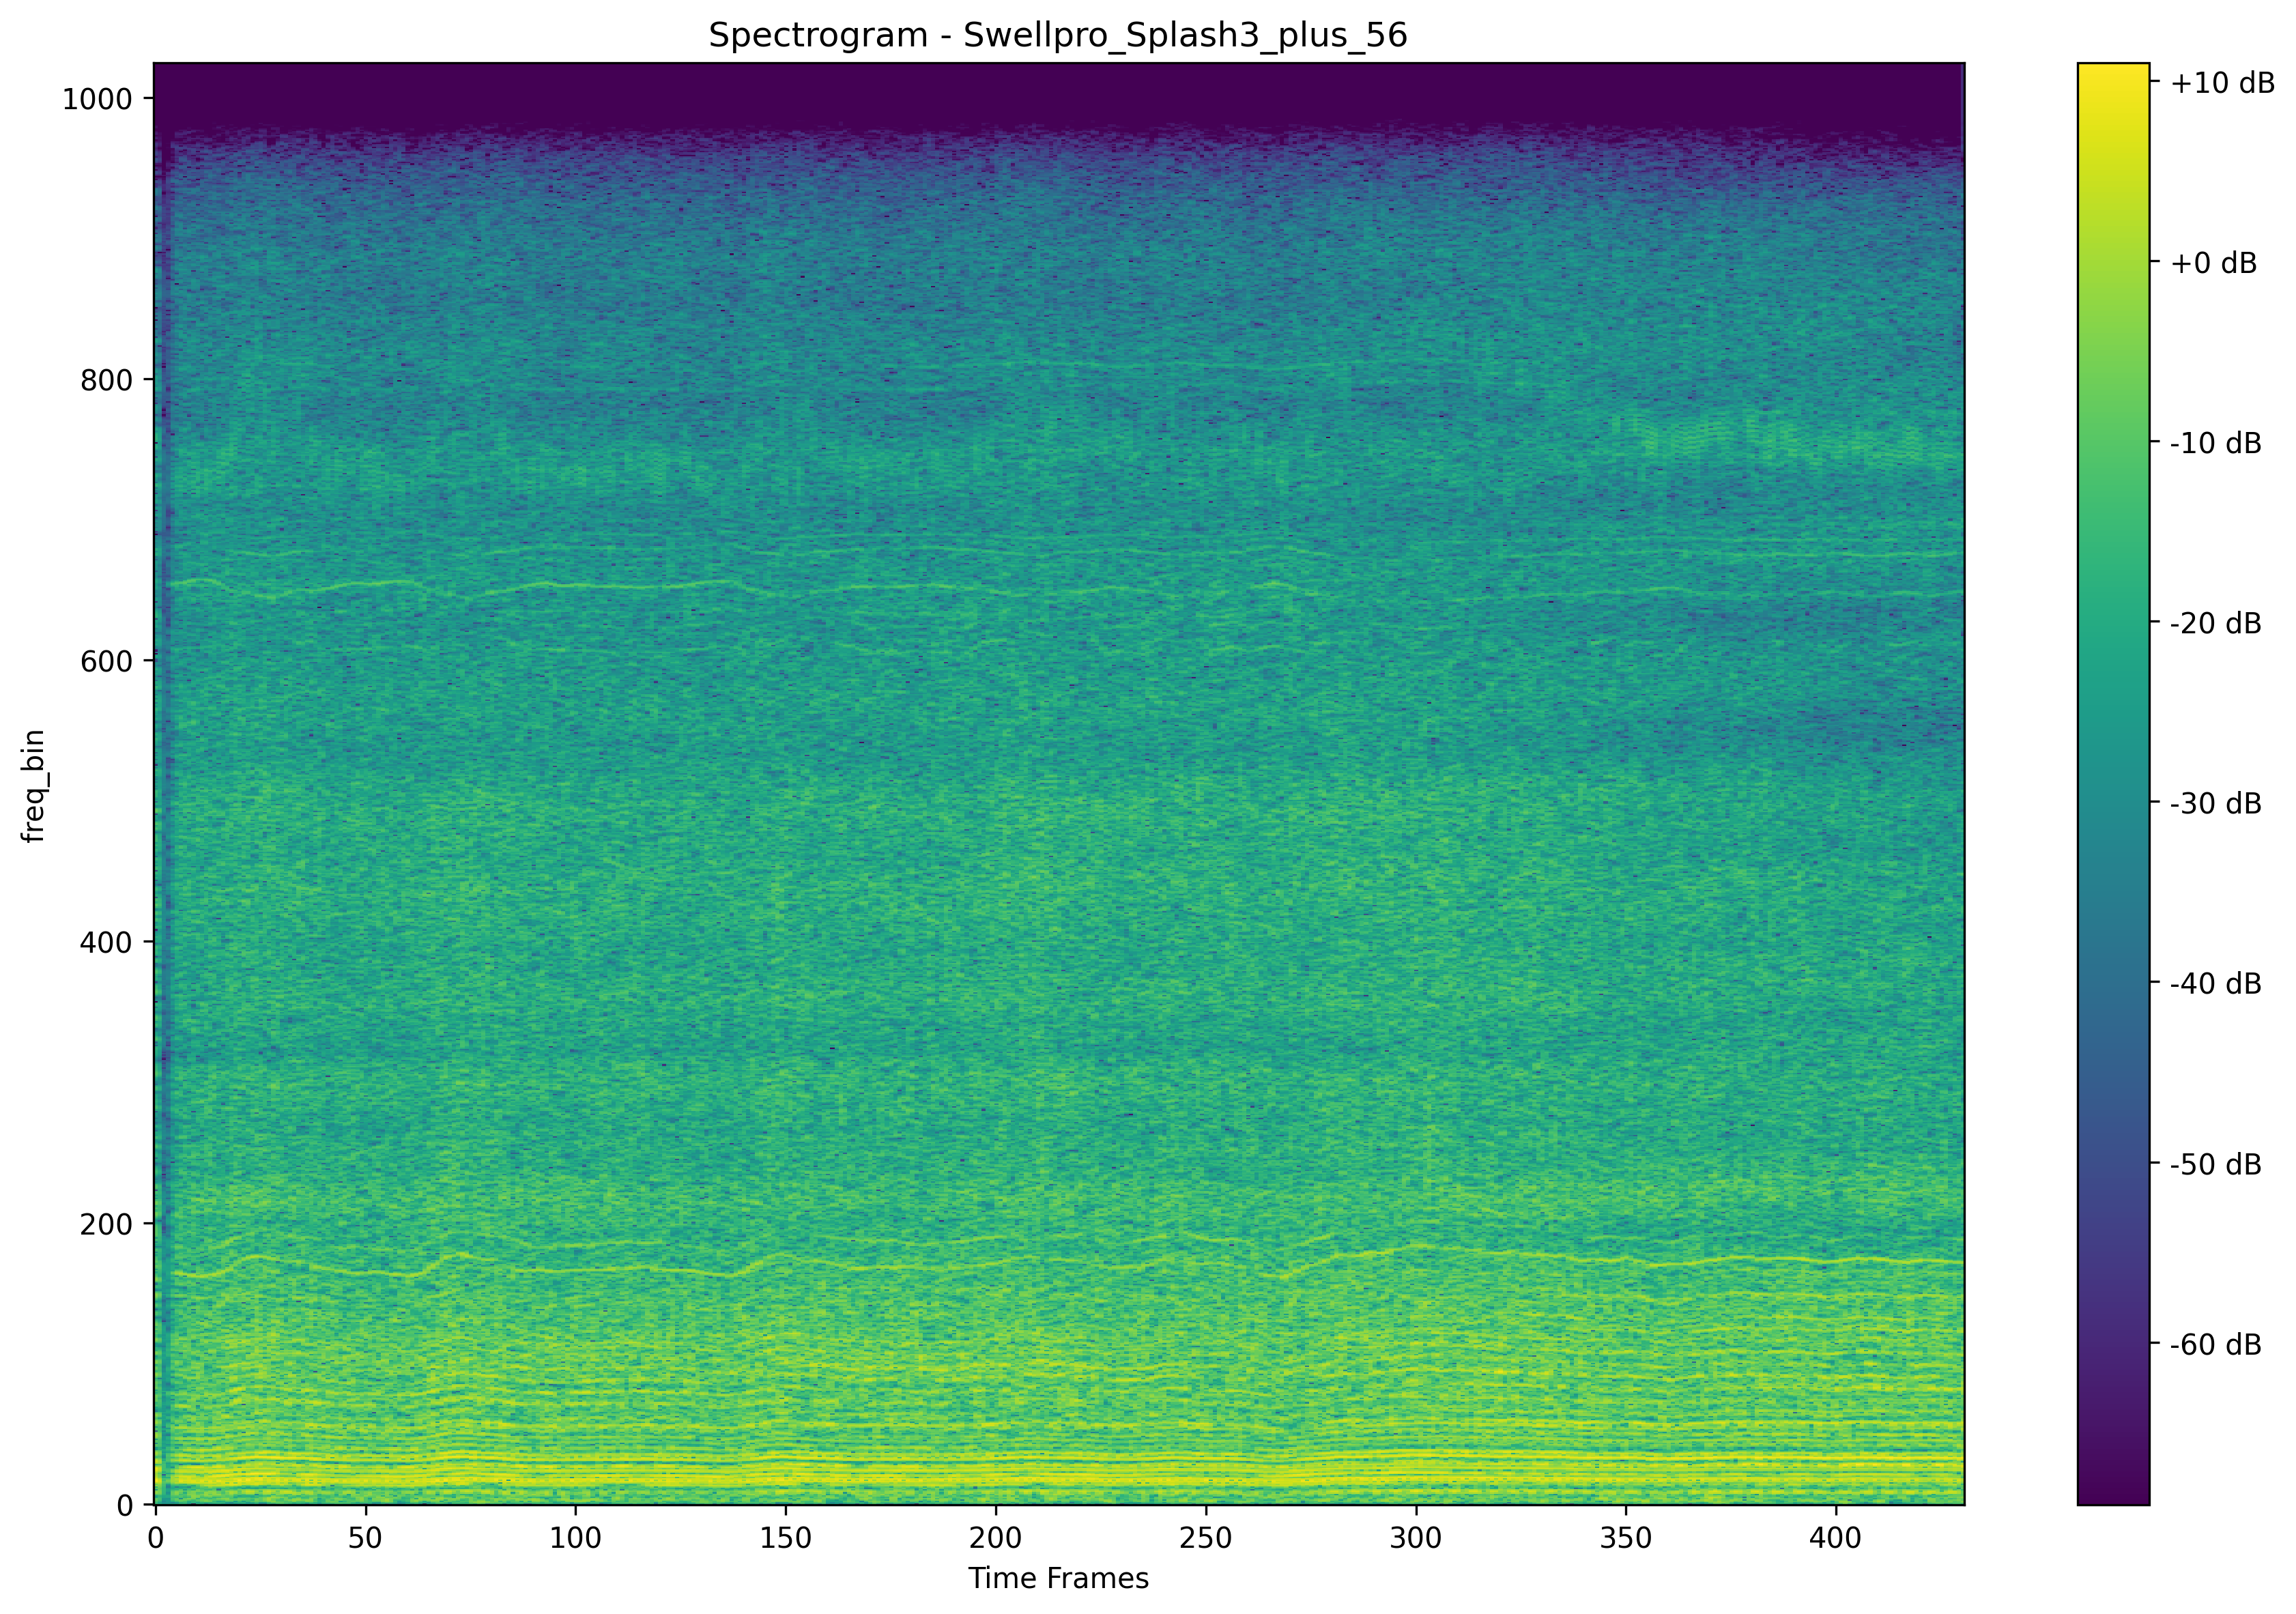 Spectrogram - Swellpro_Splash3_plus_56
1000
800
600
400
200
0
freq_bin
0 50 100 150 200 250 300 350 400
Time Frames
+10 dB
+0 dB
-10 dB
-20 dB
-30 dB
-40 dB
-50 dB
-60 dB